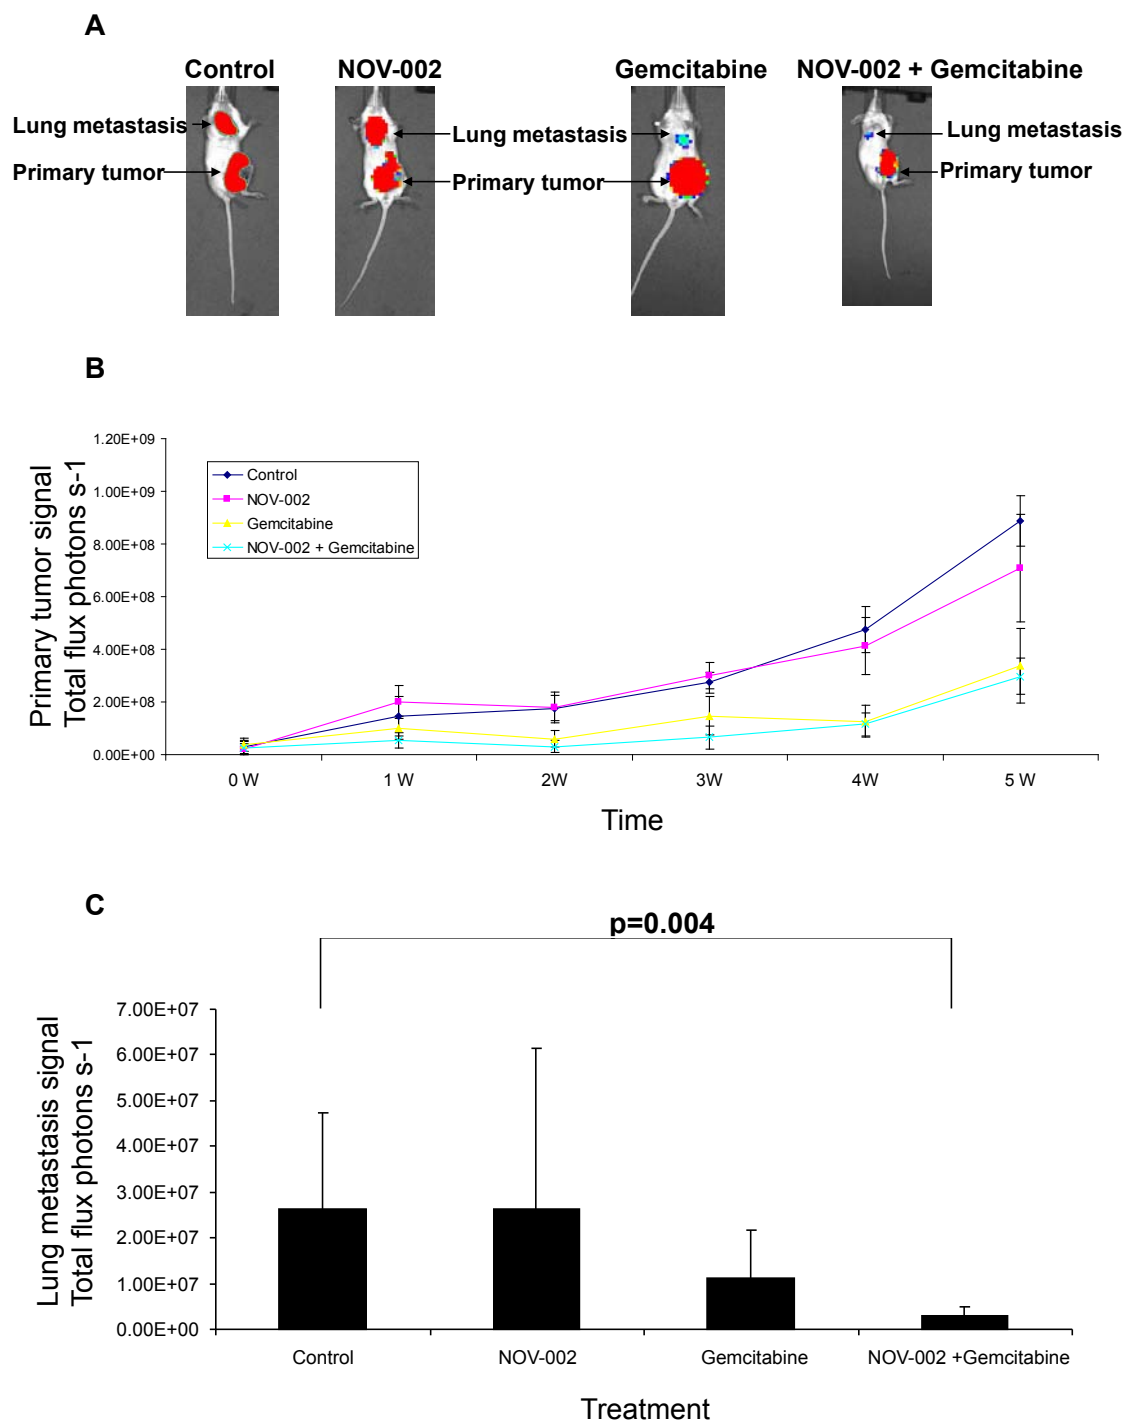 A
Control
NOV-002
Gemcitabine
NOV-002 + Gemcitabine
Lung metastasis
Primary tumor
Lung metastasis
Primary tumor
Lung metastasis
Primary tumor
B
Primary tumor signal
Total flux photons s-1
1.20E+09
1.00E+09
8.00E+08
6.00E+08
4.00E+08
2.00E+08
0.00E+00
Control
NOV-002
Gemcitabine
NOV-002 + Gemcitabine
0 W
1 W
2W
3W
4W
5 W
Time
C
p=0.004
Lung metastasis signal
Total flux photons s-1
7.00E+07
6.00E+07
5.00E+07
4.00E+07
3.00E+07
2.00E+07
1.00E+07
0.00E+00
Control
NOV-002
Gemcitabine
NOV-002 +Gemcitabine
Treatment